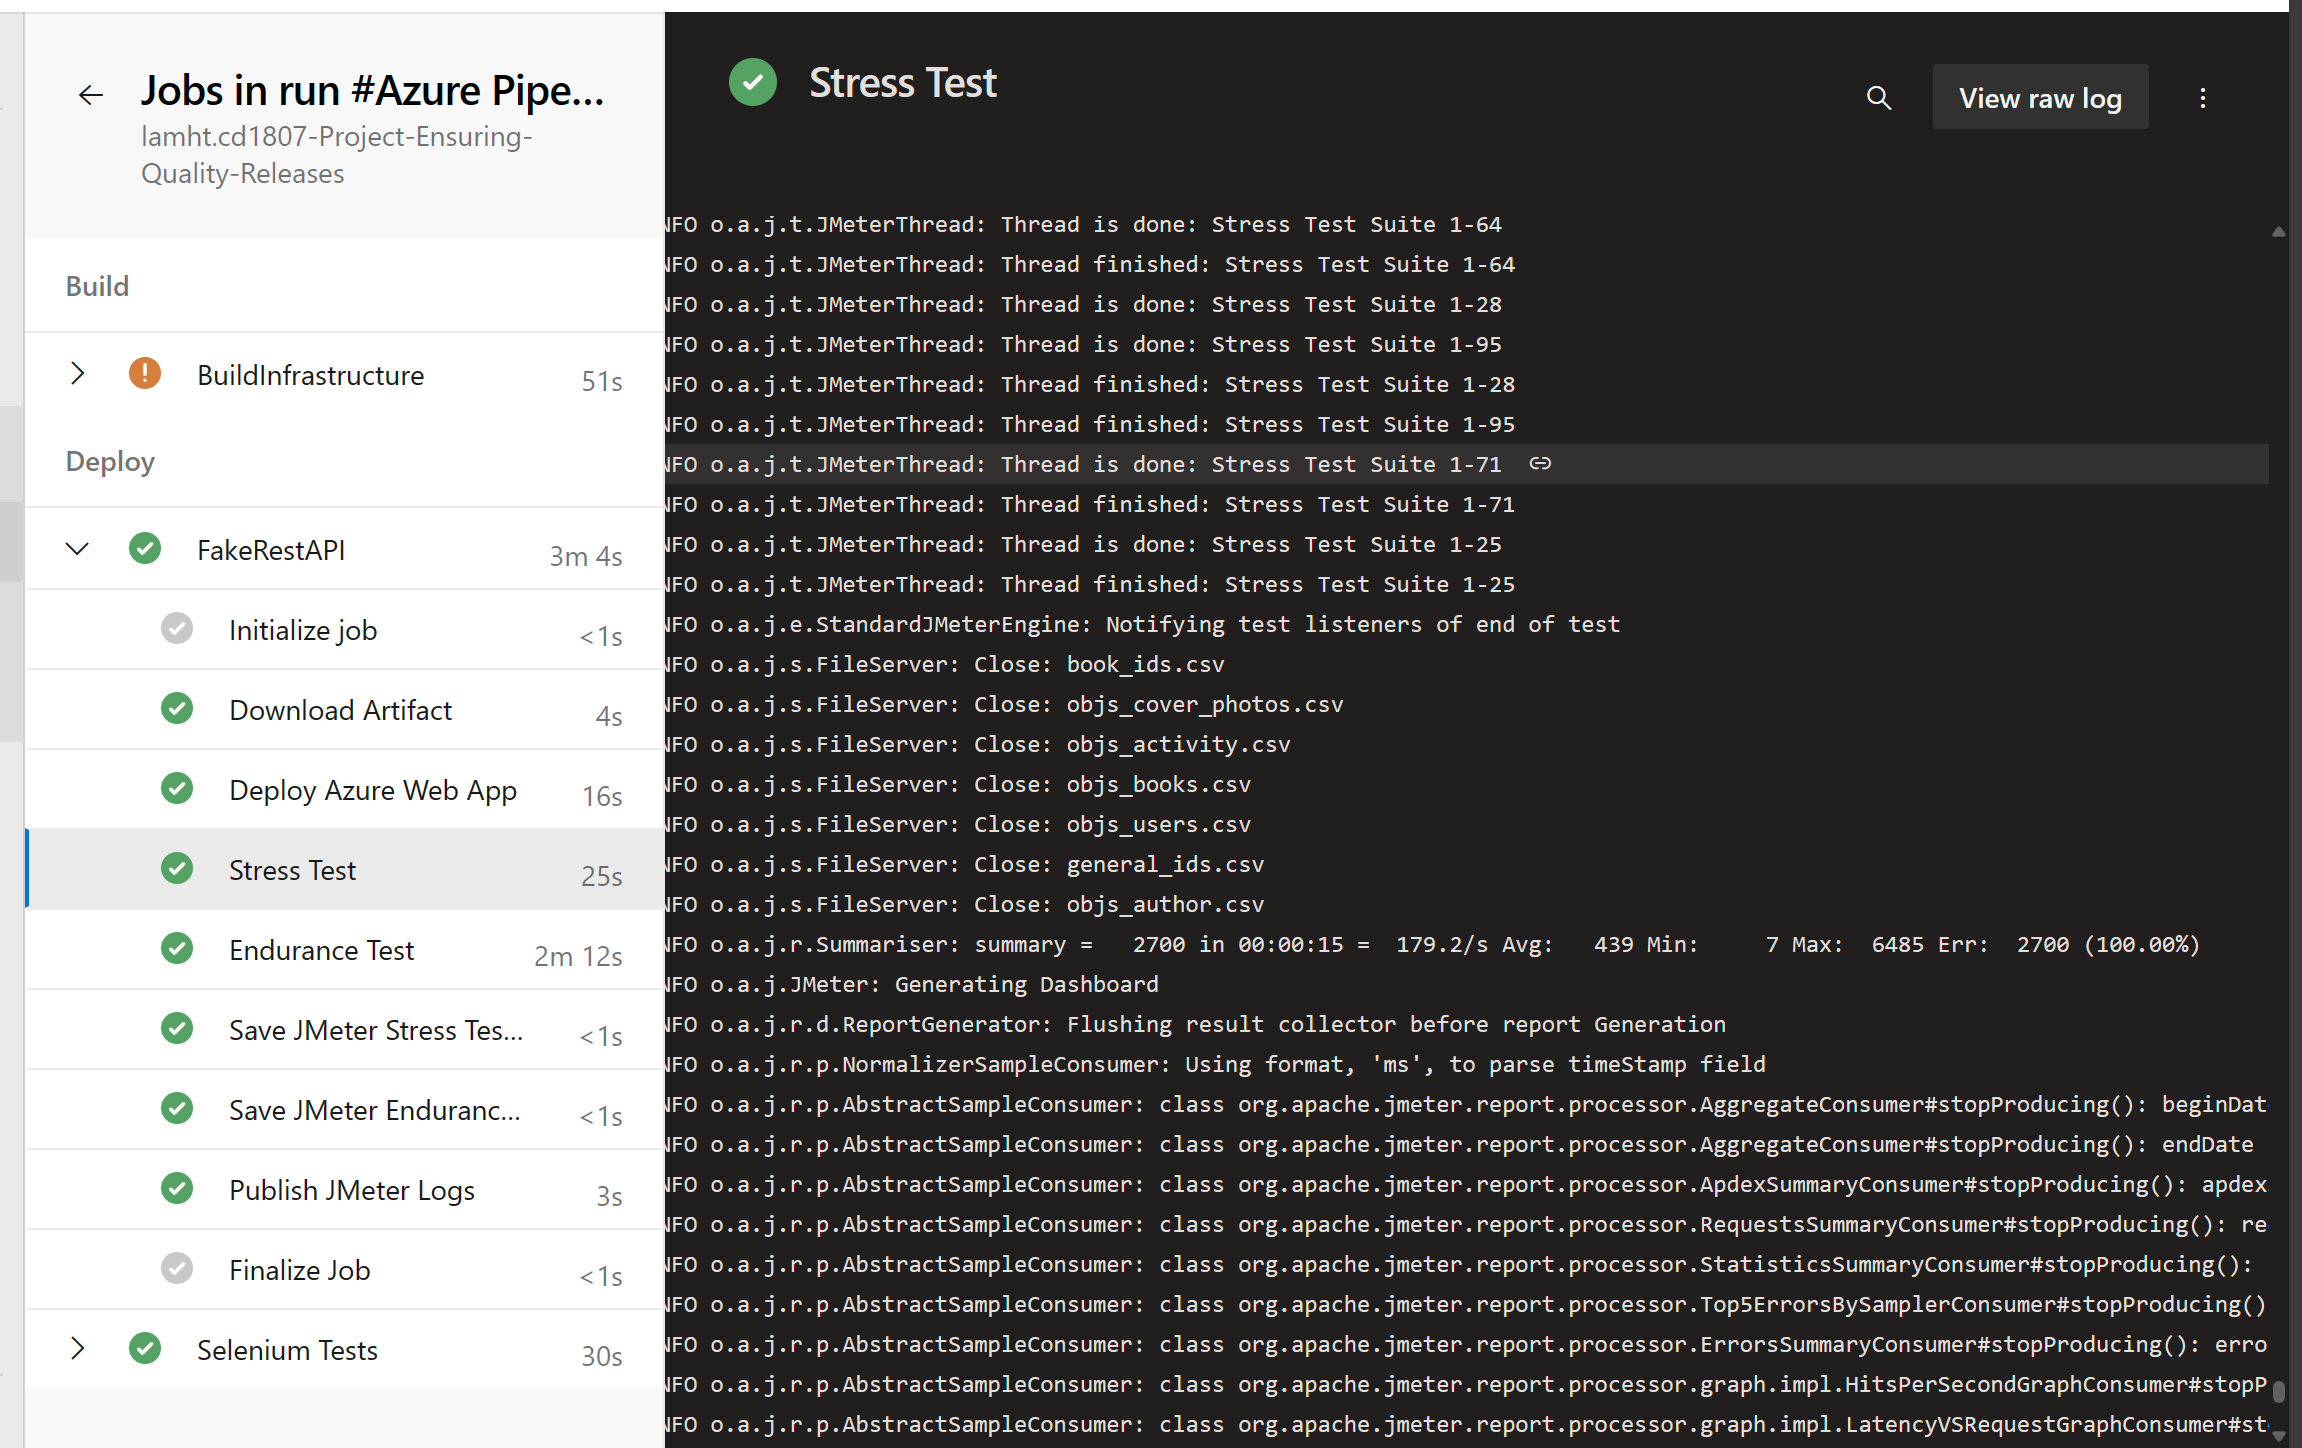 Jobs in run #Azure Pipe...
lamht.cd1807-Project-Ensuring-
Quality-Releases
Build
BuildInfrastructure 51s
Deploy
FakeRestAPI 3m 4s
Initialize job <1s
Download Artifact 4s
Deploy Azure Web App 16s
Stress Test 25s
Endurance Test 2m 12s
Save JMeter Stress Tes... <1s
Save JMeter Enduranc... <1s
Publish JMeter Logs 3s
Finalize Job <1s
Selenium Tests 30s
Stress Test
View raw log
NFO o.a.j.t.JMeterThread: Thread is done: Stress Test Suite 1-64
NFO o.a.j.t.JMeterThread: Thread finished: Stress Test Suite 1-64
NFO o.a.j.t.JMeterThread: Thread is done: Stress Test Suite 1-28
NFO o.a.j.t.JMeterThread: Thread is done: Stress Test Suite 1-95
NFO o.a.j.t.JMeterThread: Thread finished: Stress Test Suite 1-28
NFO o.a.j.t.JMeterThread: Thread finished: Stress Test Suite 1-95
NFO o.a.j.t.JMeterThread: Thread is done: Stress Test Suite 1-71
NFO o.a.j.t.JMeterThread: Thread finished: Stress Test Suite 1-71
NFO o.a.j.t.JMeterThread: Thread is done: Stress Test Suite 1-25
NFO o.a.j.t.JMeterThread: Thread finished: Stress Test Suite 1-25
NFO o.a.j.e.StandardJMeterEngine: Notifying test listeners of end of test
NFO o.a.j.s.FileServer: Close: book_ids.csv
NFO o.a.j.s.FileServer: Close: objs_cover_photos.csv
NFO o.a.j.s.FileServer: Close: objs_activity.csv
NFO o.a.j.s.FileServer: Close: objs_books.csv
NFO o.a.j.s.FileServer: Close: objs_users.csv
NFO o.a.j.s.FileServer: Close: general_ids.csv
NFO o.a.j.s.FileServer: Close: objs_author.csv
NFO o.a.j.r.Summariser: summary =   2700 in 00:00:15 =  179.2/s Avg:   439 Min:     7 Max:  6485 Err:  2700 (100.00%)
NFO o.a.j.JMeter: Generating Dashboard
NFO o.a.j.r.d.ReportGenerator: Flushing result collector before report Generation
NFO o.a.j.r.p.NormalizerSampleConsumer: Using format, 'ms', to parse timeStamp field
NFO o.a.j.r.p.AbstractSampleConsumer: class org.apache.jmeter.report.processor.AggregateConsumer#stopProducing(): beginDat
NFO o.a.j.r.p.AbstractSampleConsumer: class org.apache.jmeter.report.processor.AggregateConsumer#stopProducing(): endDate
NFO o.a.j.r.p.AbstractSampleConsumer: class org.apache.jmeter.report.processor.ApdexSummaryConsumer#stopProducing(): apdex
NFO o.a.j.r.p.AbstractSampleConsumer: class org.apache.jmeter.report.processor.RequestsSummaryConsumer#stopProducing(): re
NFO o.a.j.r.p.AbstractSampleConsumer: class org.apache.jmeter.report.processor.StatisticsSummaryConsumer#stopProducing():
NFO o.a.j.r.p.AbstractSampleConsumer: class org.apache.jmeter.report.processor.Top5ErrorsBySamplerConsumer#stopProducing()
NFO o.a.j.r.p.AbstractSampleConsumer: class org.apache.jmeter.report.processor.ErrorsSummaryConsumer#stopProducing(): erro
NFO o.a.j.r.p.AbstractSampleConsumer: class org.apache.jmeter.report.processor.graph.impl.HitsPerSecondGraphConsumer#stopP
NFO o.a.j.r.p.AbstractSampleConsumer: class org.apache.jmeter.report.processor.graph.impl.LatencyVSRequestGraphConsumer#st